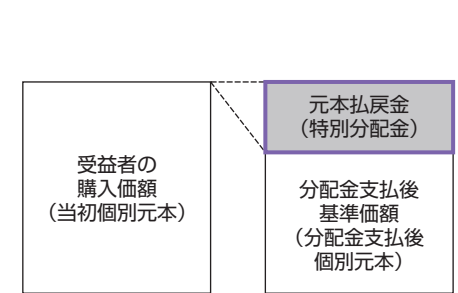 受益者の
購入価額
（当初個別元本）
元本払戻金
（特別分配金）
分配金支払後
基準価額
（分配金支払後
個別元本）